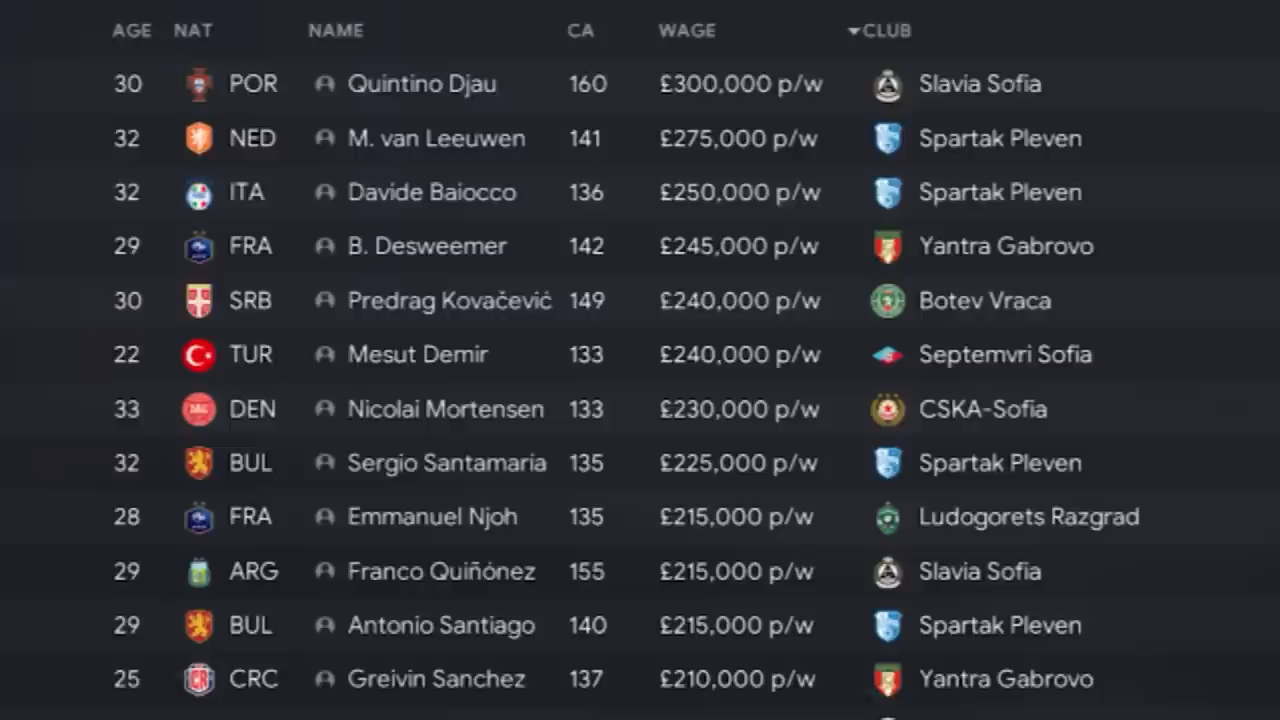 AGE NAT NAME CA WAGE CLUB
30 POR Quintino Djau 160 £300,000 p/w Slavia Sofia
32 NED M. van Leeuwen 141 £275,000 p/w Spartak Pleven
32 ITA Davide Baiocco 136 £250,000 p/w Spartak Pleven
29 FRA B. Desweemer 142 £245,000 p/w Yantra Gabrovo
30 SRB Predrag Kovačević 149 £240,000 p/w Botev Vraca
22 TUR Mesut Demir 133 £240,000 p/w Septemvri Sofia
33 DEN Nicolai Mortensen 133 £230,000 p/w CSKA-Sofia
32 BUL Sergio Santamaria 135 £225,000 p/w Spartak Pleven
28 FRA Emmanuel Njoh 135 £215,000 p/w Ludogorets Razgrad
29 ARG Franco Quiñónez 155 £215,000 p/w Slavia Sofia
29 BUL Antonio Santiago 140 £215,000 p/w Spartak Pleven
25 CRC Greivin Sanchez 137 £210,000 p/w Yantra Gabrovo